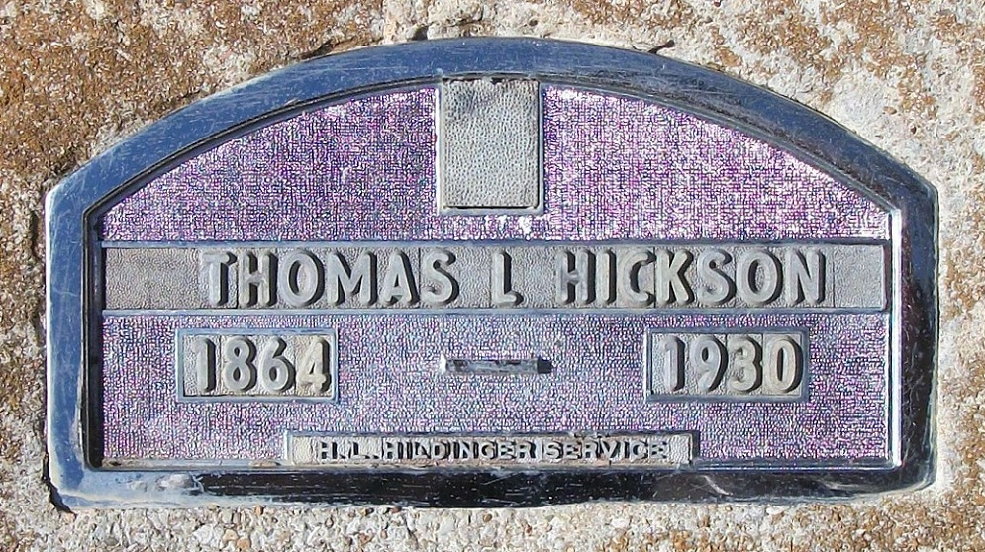 THOMAS L HICKSON
1864 – 1930
H.L. HILDINGER SERVICE